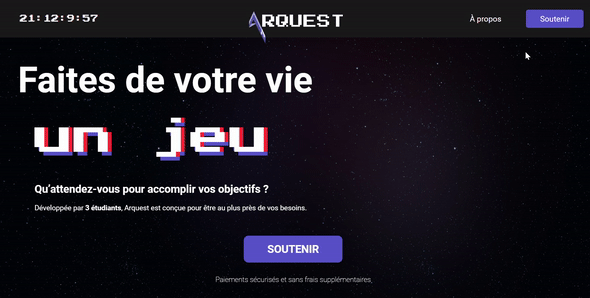 21:12:9:57
ARQUEST
À propos
Soutenir
Faites de votre vie
un jeu
Qu'attendez-vous pour accomplir vos objectifs ?
Développée par 3 étudiants, Arquest est conçue pour être au plus près de vos besoins.
SOUTENIR
Paiements sécurisés et sans frais supplémentaires.